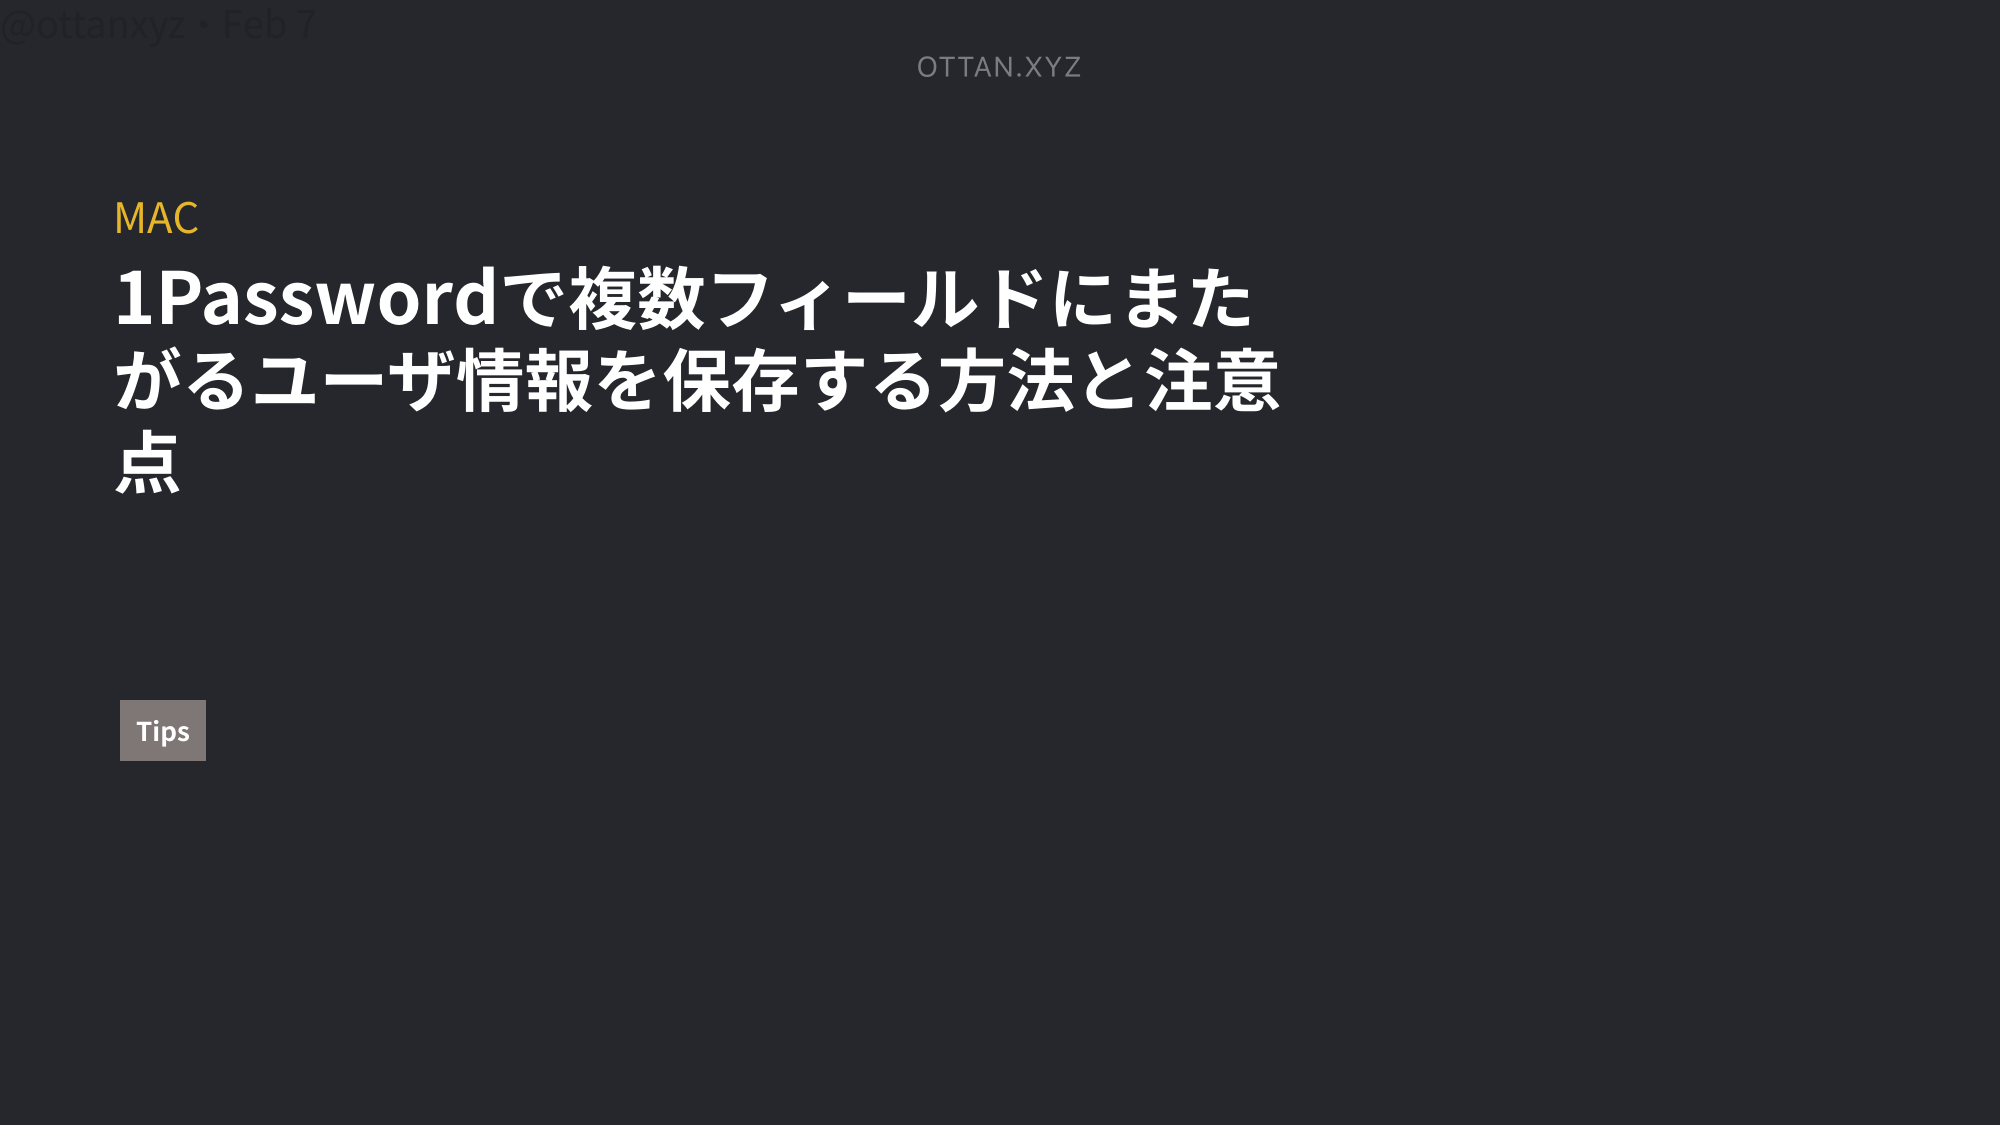 @ottanxyz・Feb 7
OTTAN.XYZ
MAC
1Passwordで複数フィールドにまた
がるユーザ情報を保存する方法と注意
点
Tips